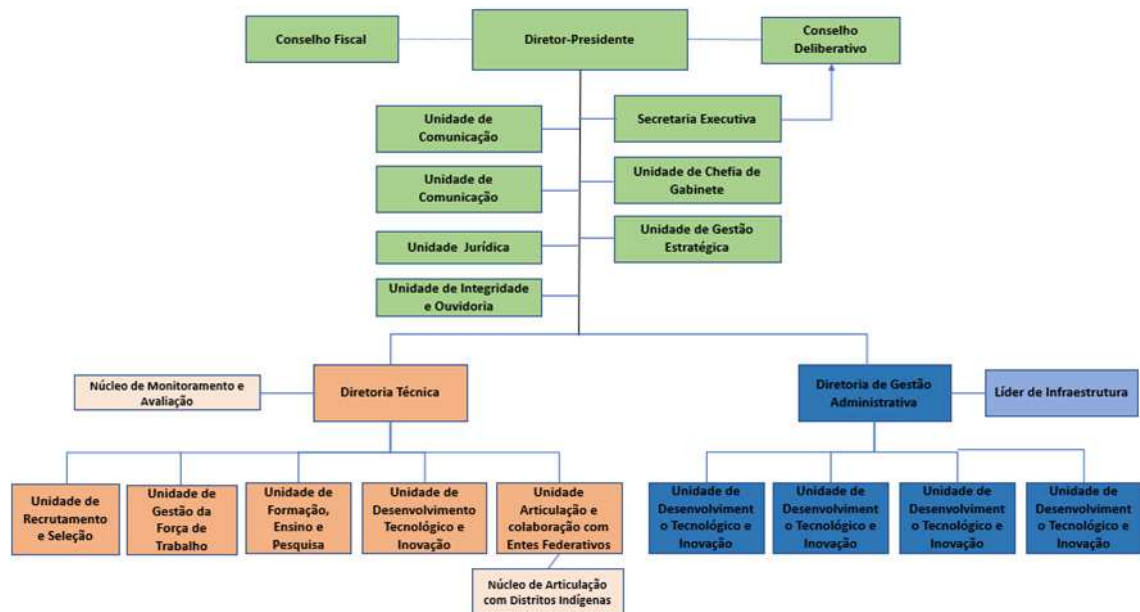 Conselho Fiscal
Diretor-Presidente
Conselho
Deliberativo
Unidade de
Comunicação
Secretaria Executiva
Unidade de
Comunicação
Unidade de Chefia de
Gabinete
Unidade Jurídica
Unidade de Gestão
Estratégica
Unidade de Integridade
e Ouvidoria
Núcleo de Monitoramento e
Avaliação
Diretoria Técnica
Diretoria de Gestão
Administrativa
Líder de Infraestrutura
Unidade de
Recrutamento
e Seleção
Unidade de
Gestão da
Força de
Trabalho
Unidade de
Formação,
Ensino e
Pesquisa
Unidade de
Desenvolvimento
Tecnológico e
Inovação
Unidade
Articulação e
colaboração com
Entes Federativos
Unidade de
Desenvolviment
o Tecnológico e
Inovação
Unidade de
Desenvolviment
o Tecnológico e
Inovação
Unidade de
Desenvolviment
o Tecnológico e
Inovação
Unidade de
Desenvolviment
o Tecnológico e
Inovação
Núcleo de Articulação
com Distritos Indígenas